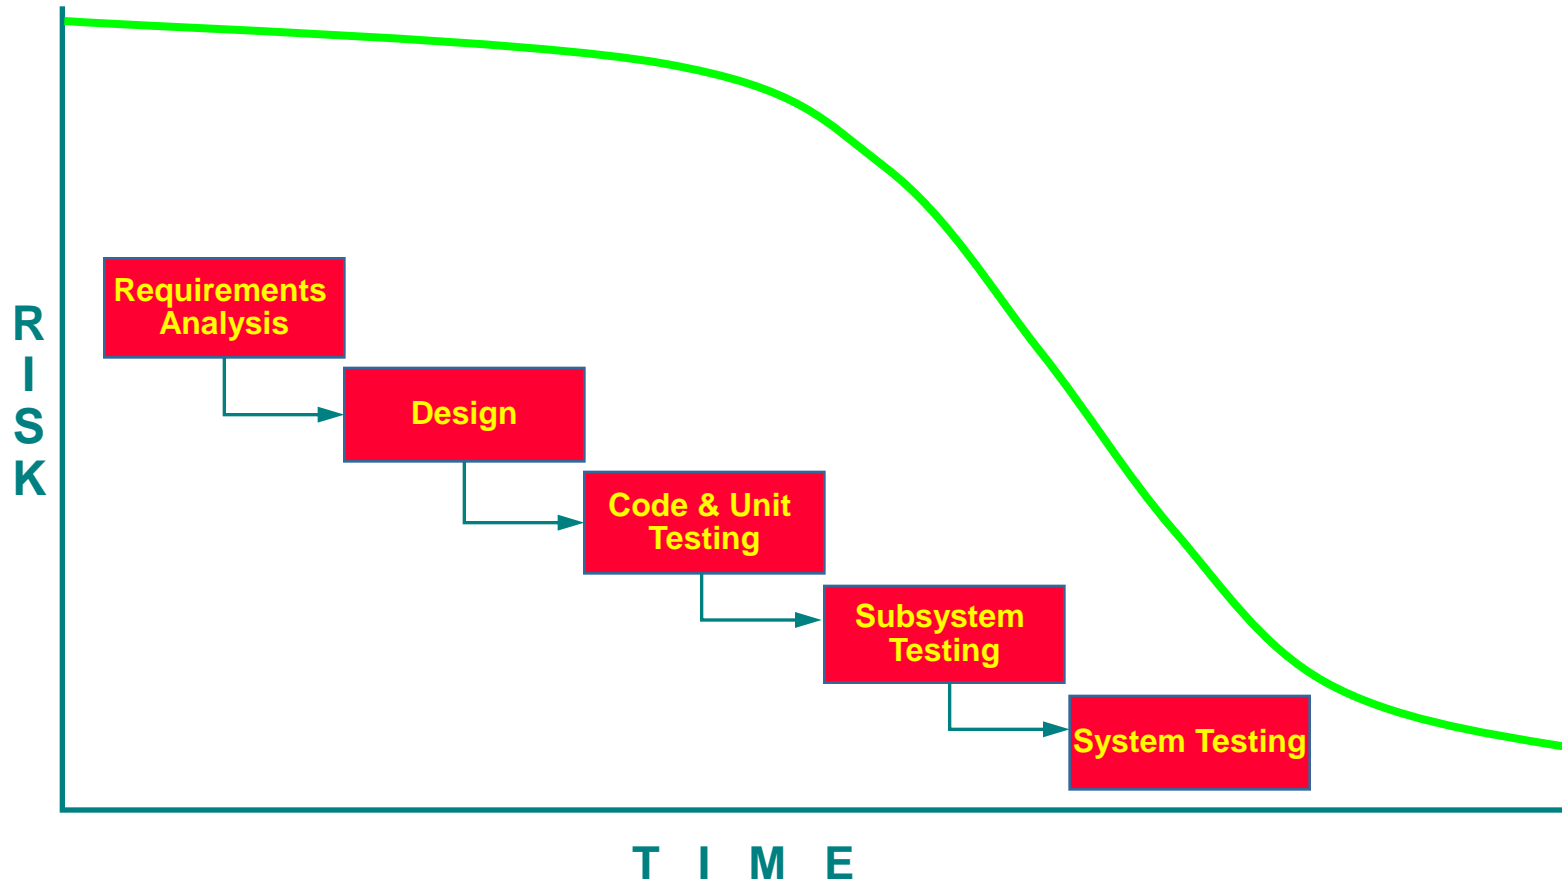 Requirements
Analysis
R
I
S
K
Design
Code & Unit
Testing
Subsystem
Testing
System Testing
T I M E